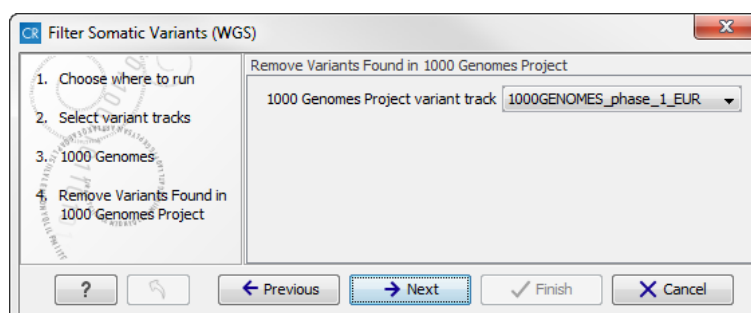 CR Filter Somatic Variants (WGS)
Remove Variants Found in 1000 Genomes Project
1. Choose where to run
2. Select variant tracks
3. 1000 Genomes
4. Remove Variants Found in
1000 Genomes Project
1000 Genomes Project variant track 1000GENOMES_phase_1_EUR
? Previous Next Finish Cancel